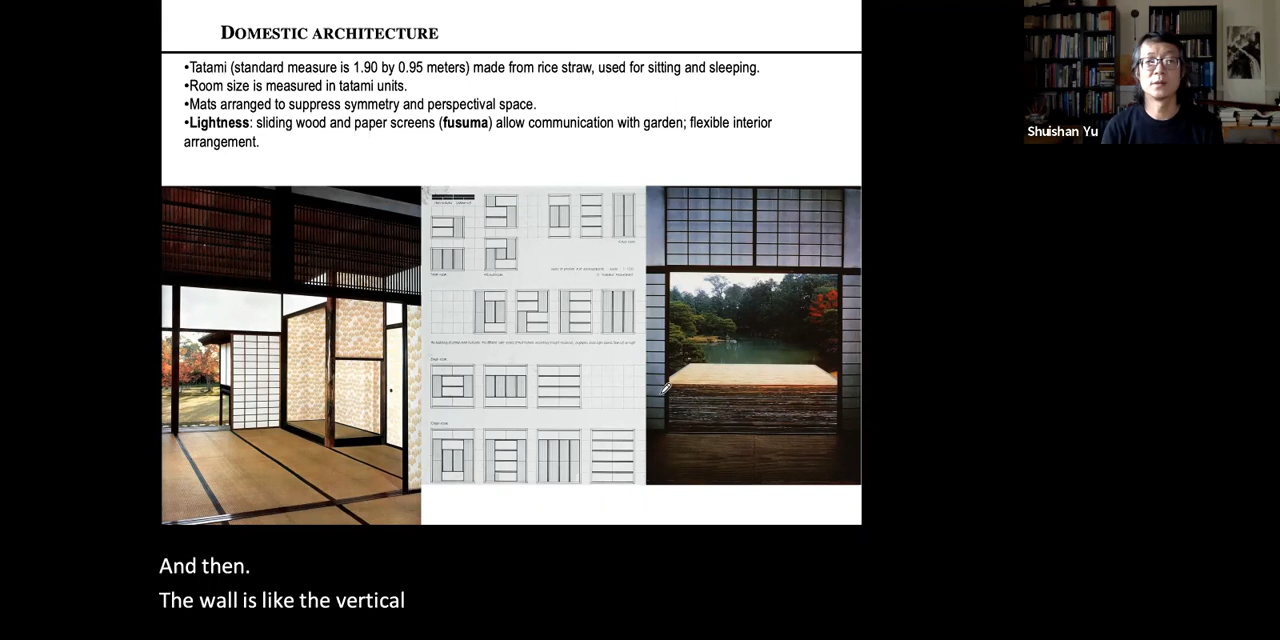 DOMESTIC ARCHITECTURE
•Tatami (standard measure is 1.90 by 0.95 meters) made from rice straw, used for sitting and sleeping.
•Room size is measured in tatami units.
•Mats arranged to suppress symmetry and perspectival space.
•Lightness: sliding wood and paper screens (fusuma) allow communication with garden; flexible interior
arrangement.
Shuishan Yu
And then.
The wall is like the vertical